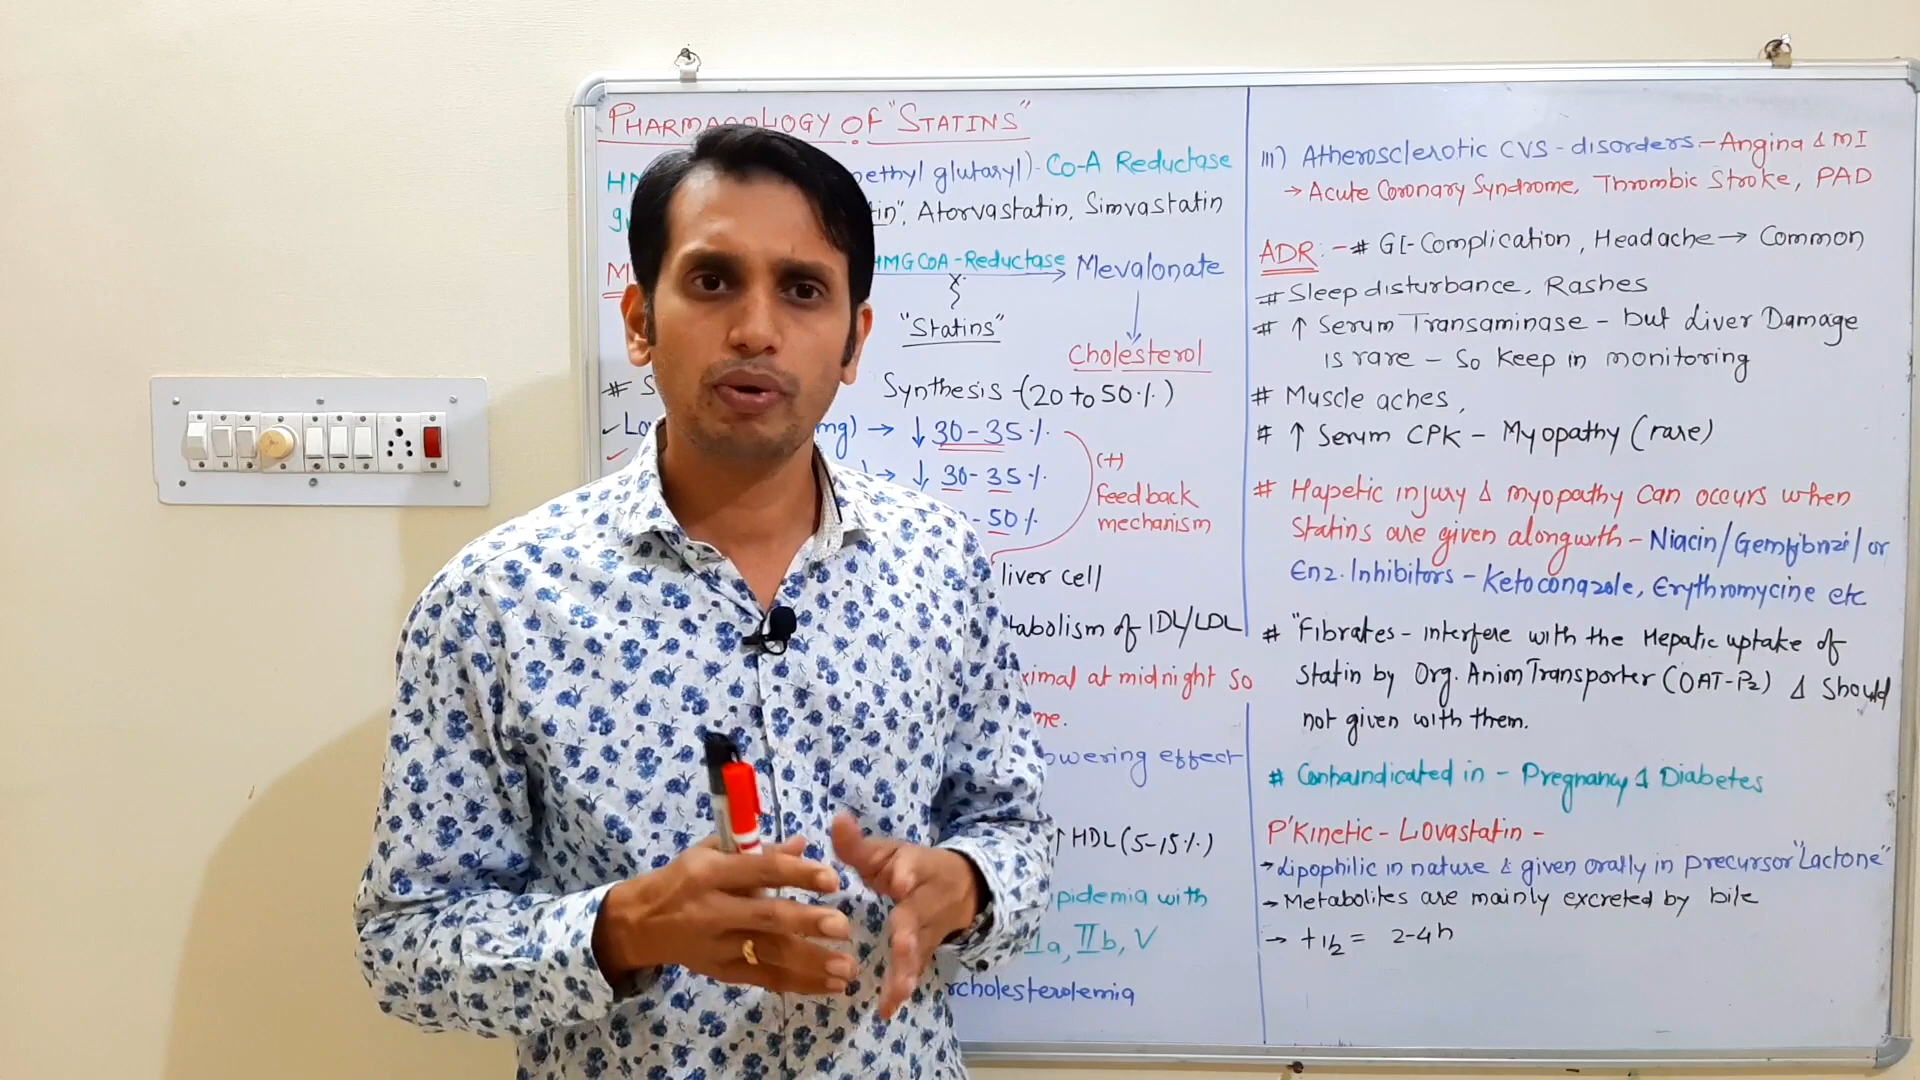 PHARMACOLOGY OF "STATINS"
ethyl glutaryl)-Co-A Reductase
tin", Atorvastatin, Simvastatin
HMGCoA-Reductase Mevalonate
"Statins"
Cholesterol
# S Synthesis -(20 to 50%)
mg) → ↓ 30-35%
→ ↓ 30-35%
-50%
(+)
feedback
mechanism
liver cell
tabolism of IDL/LDL
ximal at midnight so
me.
owering effect
↑ HDL (5-15%)
pidemia with
IIa, IIb, V
rcholesterolemia
III) Atherosclerotic CVS-disorders - Angina & MI
→ Acute Coronary Syndrome, Thrombic Stroke, PAD
ADR:- # GI-Complication, Headache → Common
# Sleep disturbance, Rashes
# ↑ Serum Transaminase - but Liver Damage
is rare - So keep in monitoring
# Muscle aches,
# ↑ Serum CPK - Myopathy (rare)
# Hapetic injury & myopathy can occurs when
Statins are given alongwith - Niacin/Gemfibrozil/or
Enz. Inhibitors - Ketoconazole, Erythromycine etc
# "Fibrates - interfere with the Hepatic uptake of
Statin by Org. Anion Transporter (OAT-P2) & Should
not given with them.
# Contraindicated in - Pregnancy & Diabetes
P'Kinetic - Lovastatin -
→ Lipophilic in nature & given orally in precursor "Lactone"
→ Metabolites are mainly excreted by bile
→ t1/2 = 2-4h